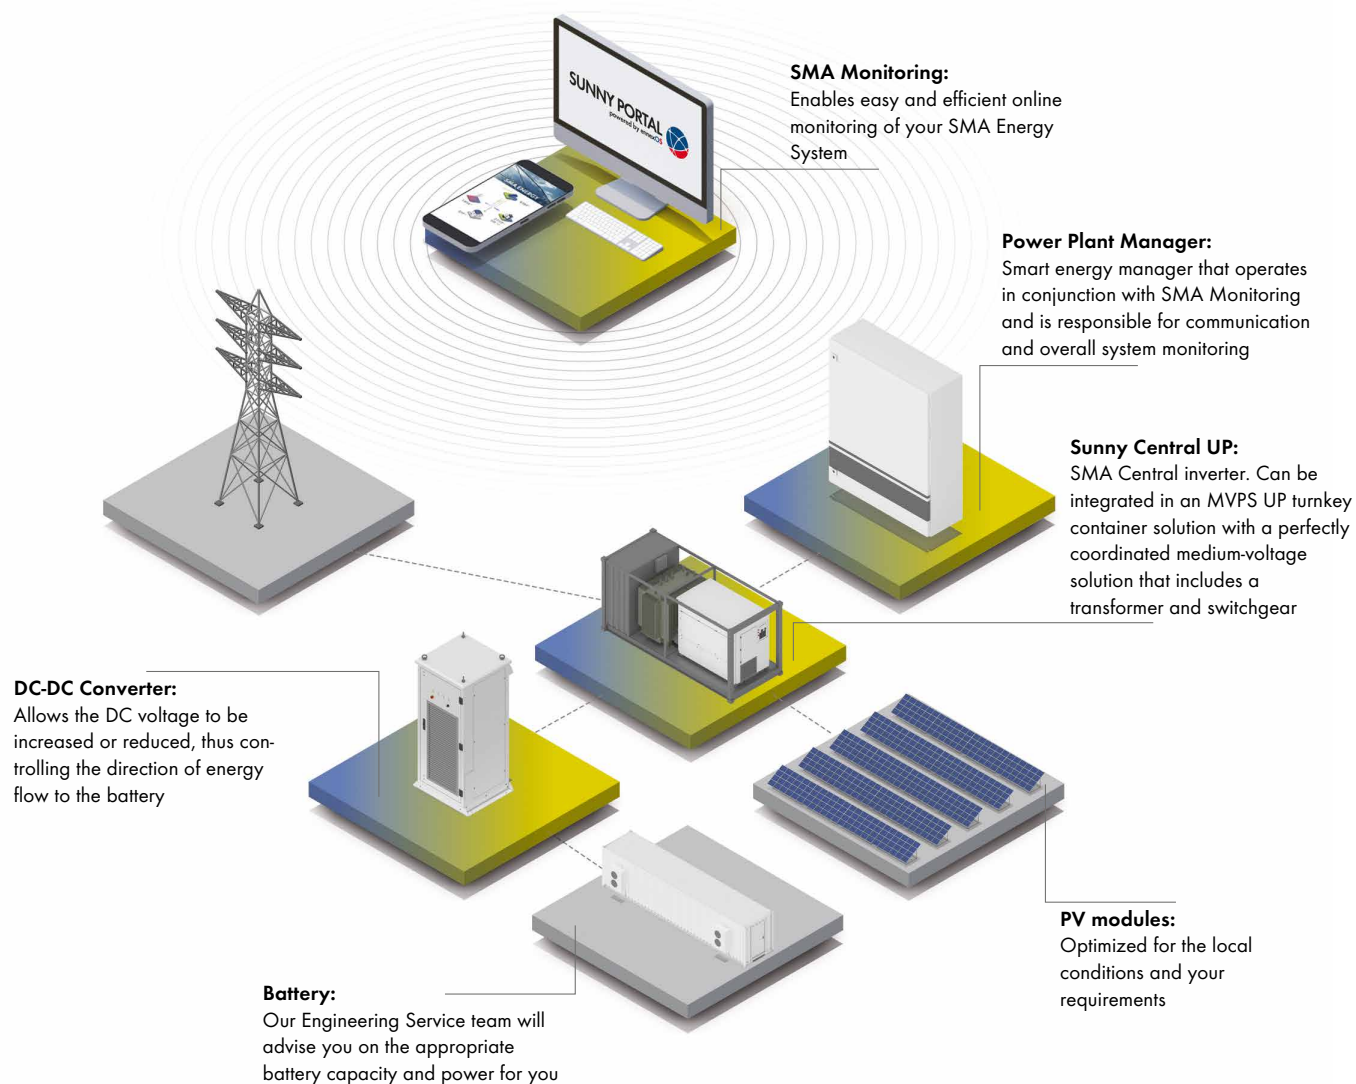 SUNNY PORTAL
powered by ennexOS
SMA ENERGY
SMA Monitoring:
Enables easy and efficient online
monitoring of your SMA Energy
System
Power Plant Manager:
Smart energy manager that operates
in conjunction with SMA Monitoring
and is responsible for communication
and overall system monitoring
Sunny Central UP:
SMA Central inverter. Can be
integrated in an MVPS UP turnkey
container solution with a perfectly
coordinated medium-voltage
solution that includes a
transformer and switchgear
DC-DC Converter:
Allows the DC voltage to be
increased or reduced, thus con-
trolling the direction of energy
flow to the battery
PV modules:
Optimized for the local
conditions and your
requirements
Battery:
Our Engineering Service team will
advise you on the appropriate
battery capacity and power for you